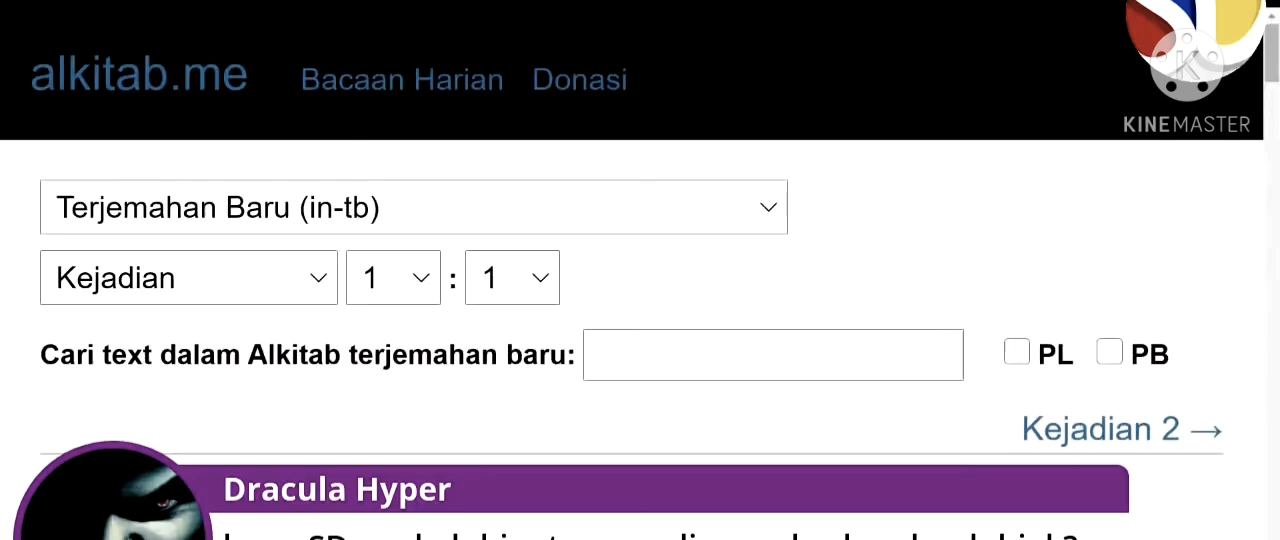 alkitab.me Bacaan Harian Donasi
KINEMASTER
Terjemahan Baru (in-tb)
Kejadian 1 : 1
Cari text dalam Alkitab terjemahan baru: PL PB
Kejadian 2 →
Dracula Hyper